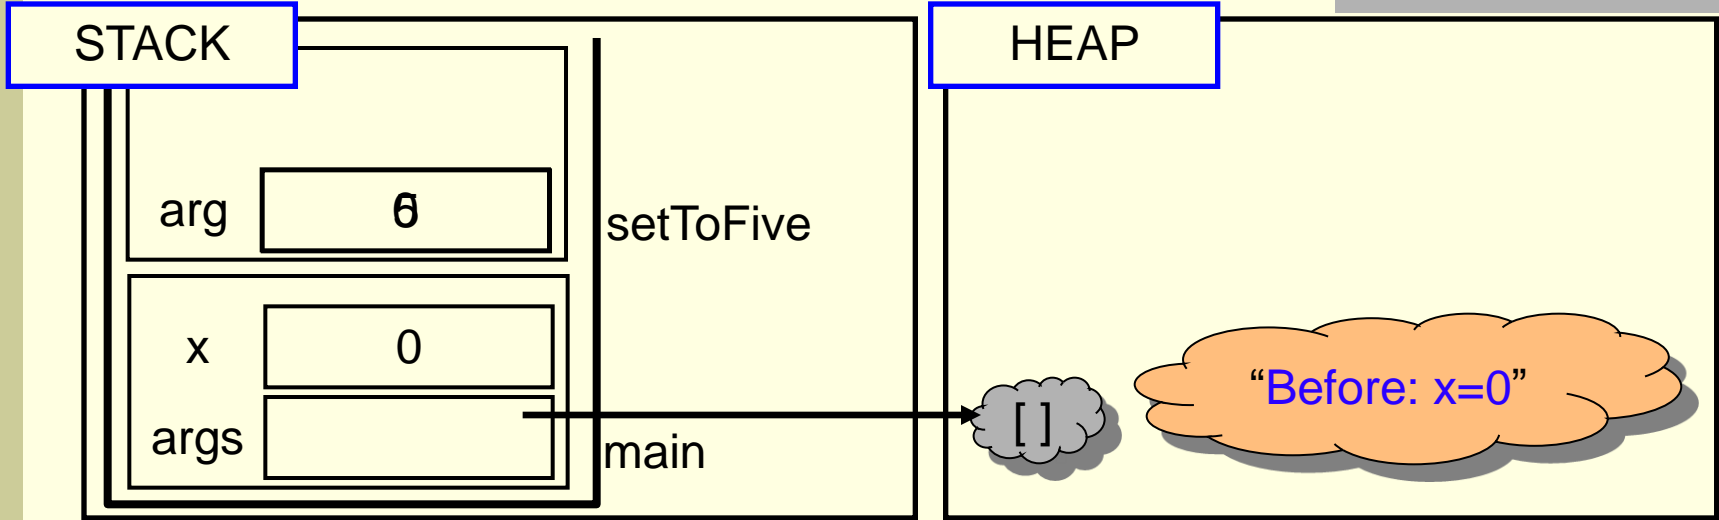 STACK
HEAP
arg
setToFive
x 0
“Before: x=0”
[ ]
args
main